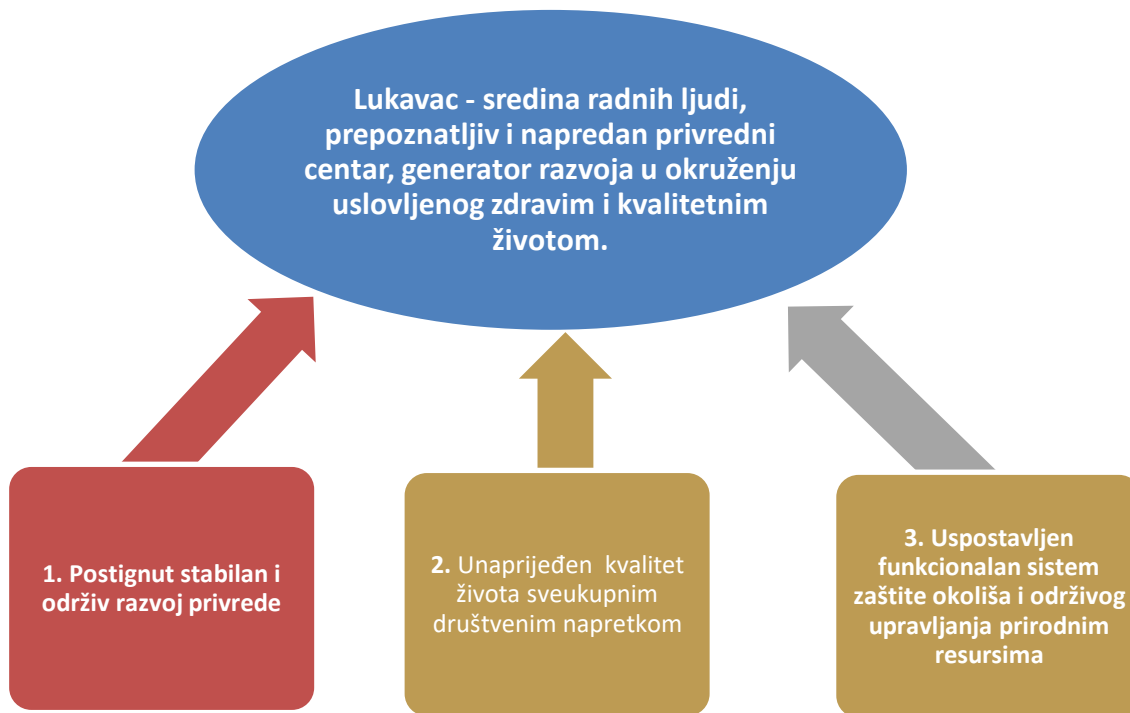 Lukavac - sredina radnih ljudi,
prepoznatljiv i napredan privredni
centar, generator razvoja u okruženju
uslovljenog zdravim i kvalitetnim
životom.
1. Postignut stabilan i
održiv razvoj privrede
2. Unaprijeđen kvalitet
života sveukupnim
društvenim napretkom
3. Uspostavljen
funkcionalan sistem
zaštite okoliša i održivog
upravljanja prirodnim
resursima